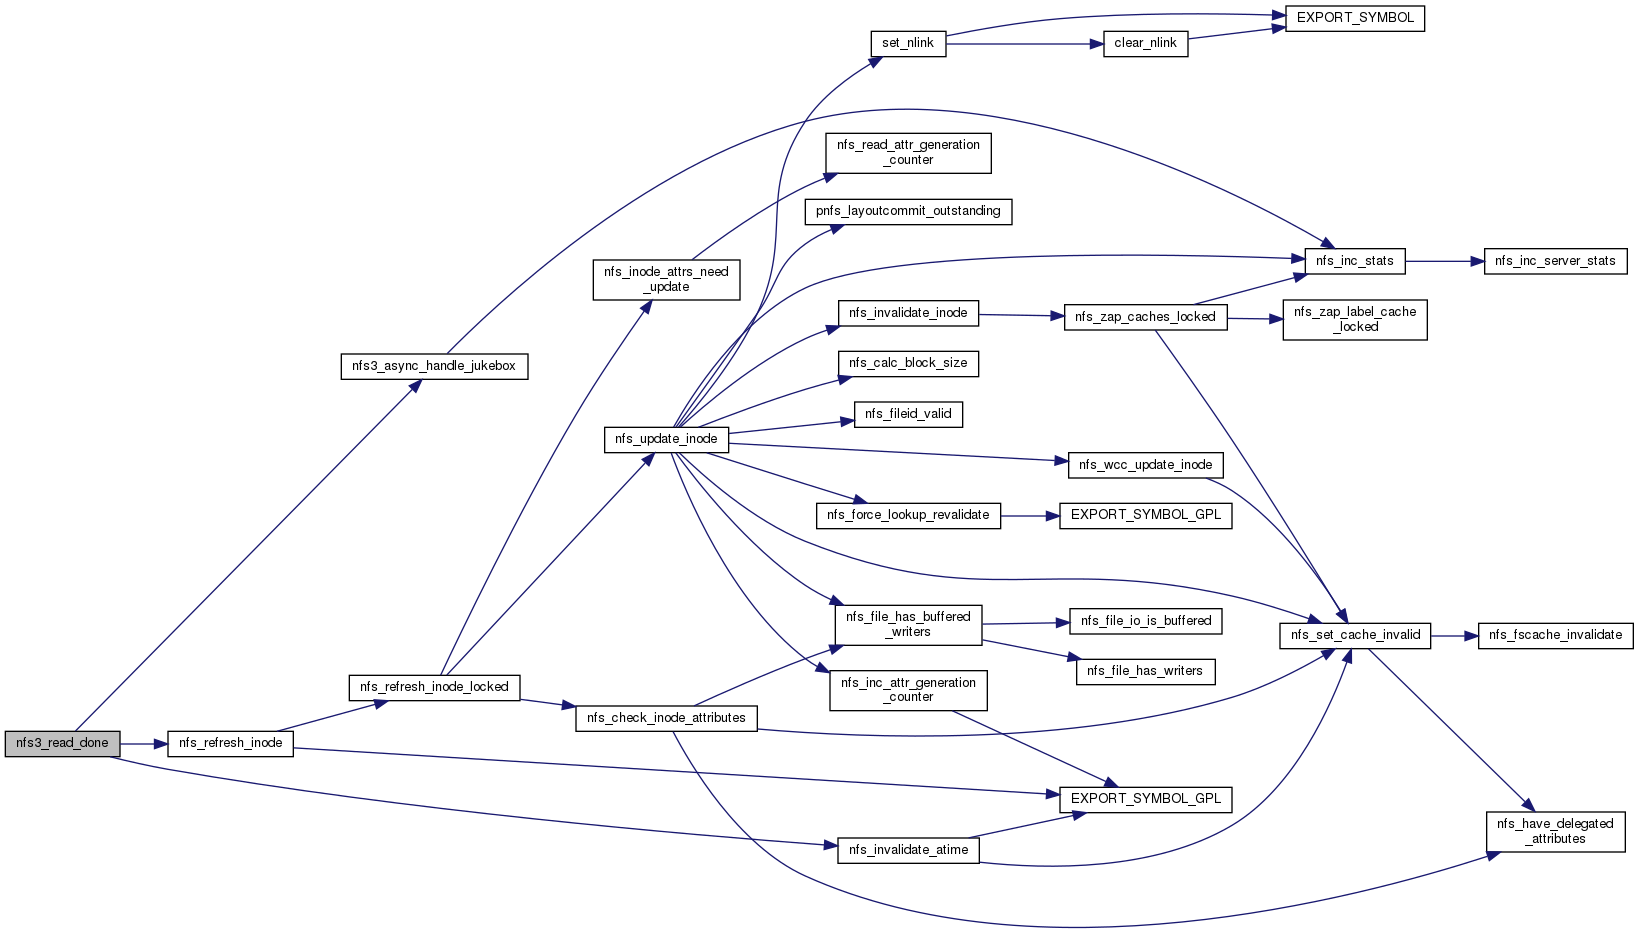 EXPORT_SYMBOL
set_nlink
clear_nlink
nfs_read_attr_generation
_counter
pnfs_layoutcommit_outstanding
nfs_inc_stats
nfs_inc_server_stats
nfs_inode_attrs_need
_update
nfs_invalidate_inode
nfs_zap_caches_locked
nfs_zap_label_cache
_locked
nfs3_async_handle_jukebox
nfs_calc_block_size
nfs_fileid_valid
nfs_update_inode
nfs_wcc_update_inode
nfs_force_lookup_revalidate
EXPORT_SYMBOL_GPL
nfs_file_has_buffered
_writers
nfs_file_io_is_buffered
nfs_set_cache_invalid
nfs_fscache_invalidate
nfs_file_has_writers
nfs_refresh_inode_locked
nfs_inc_attr_generation
_counter
nfs_check_inode_attributes
nfs3_read_done
nfs_refresh_inode
EXPORT_SYMBOL_GPL
nfs_have_delegated
_attributes
nfs_invalidate_atime